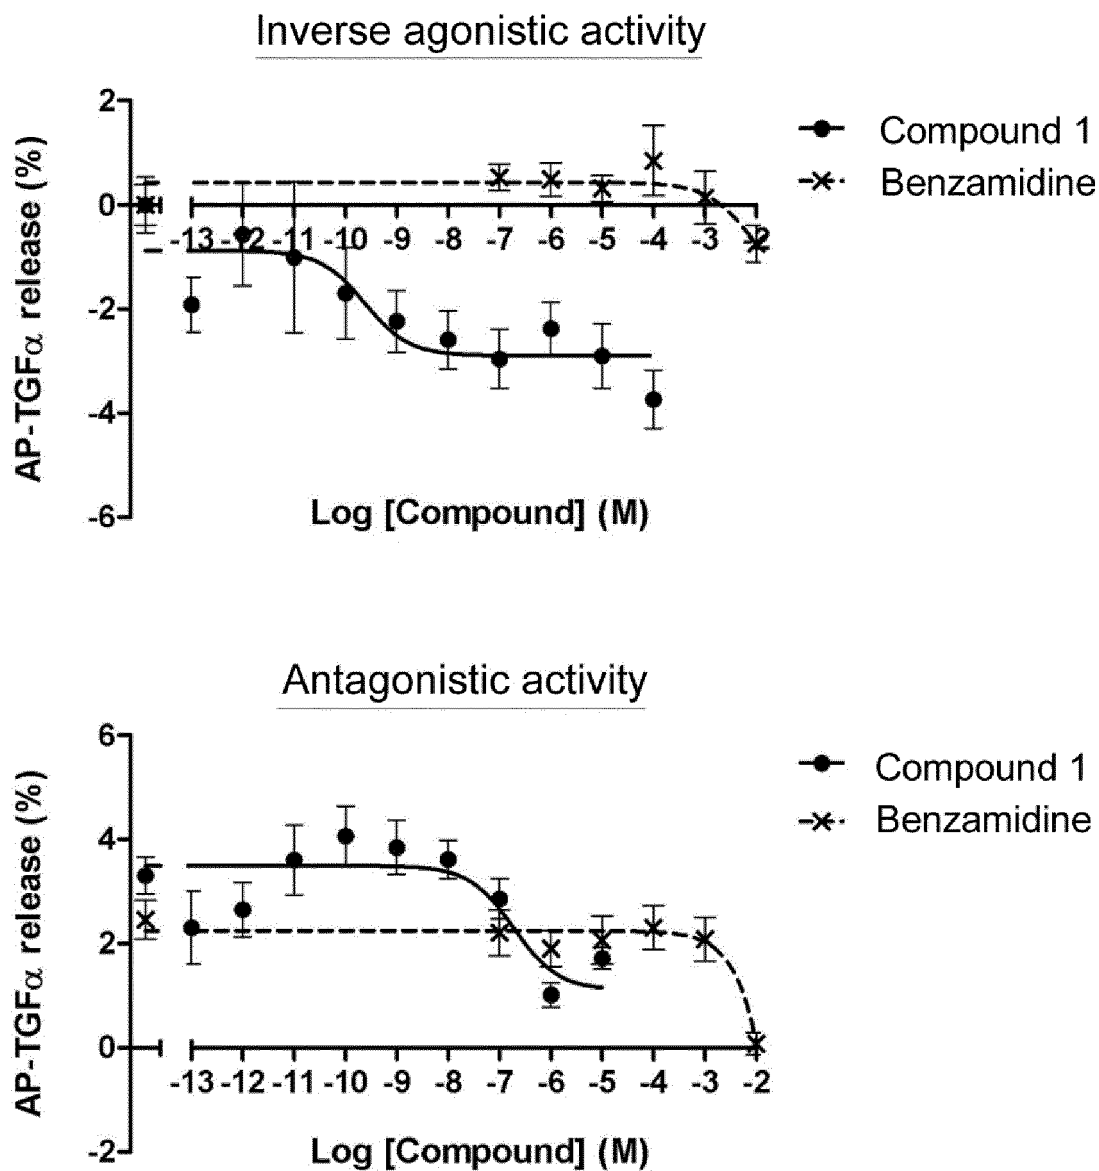 Inverse agonistic activity
2
0
-2
-4
-6
AP-TGFα release (%)
-13 -12 -11 -10 -9 -8 -7 -6 -5 -4 -3 -2
Log [Compound] (M)
Compound 1
Benzamidine
Antagonistic activity
6
4
2
0
-2
AP-TGFα release (%)
-13 -12 -11 -10 -9 -8 -7 -6 -5 -4 -3 -2
Log [Compound] (M)
Compound 1
Benzamidine